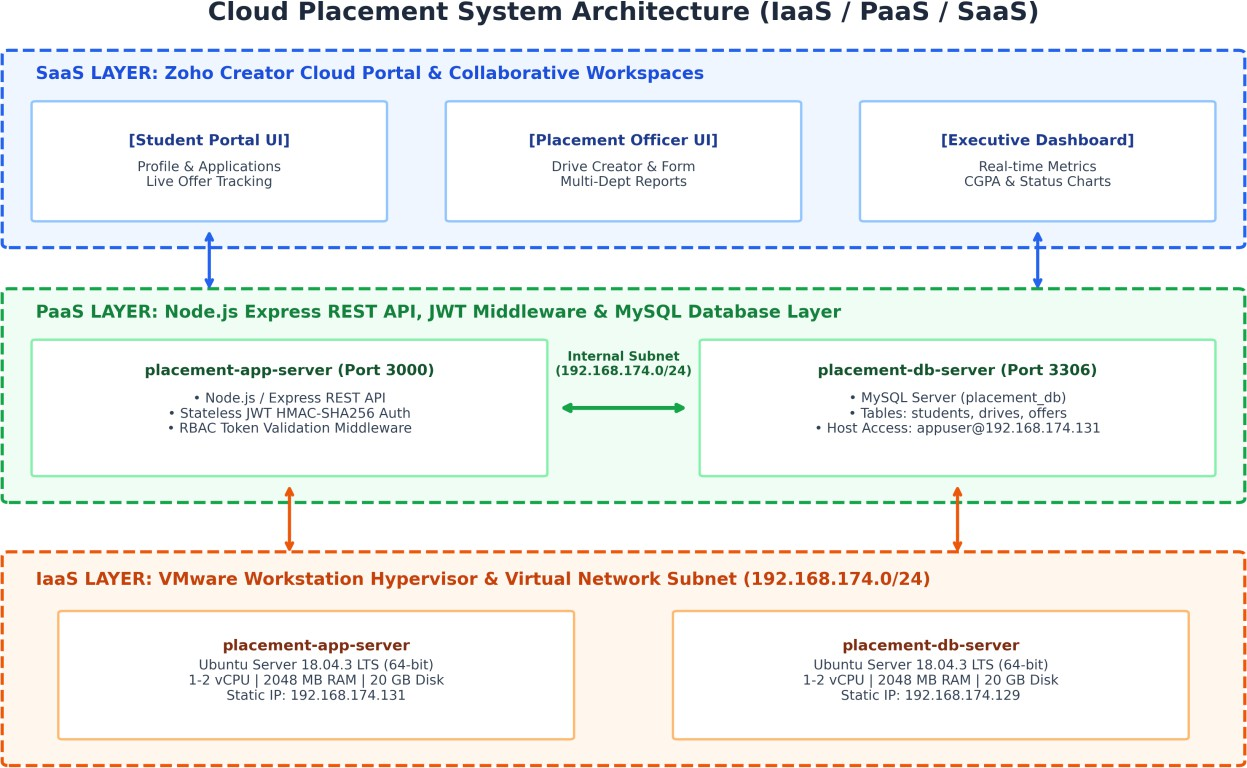 Cloud Placement System Architecture (IaaS / PaaS / SaaS)
SaaS LAYER: Zoho Creator Cloud Portal & Collaborative Workspaces
[Student Portal UI]
Profile & Applications
Live Offer Tracking
[Placement Officer UI]
Drive Creator & Form
Multi-Dept Reports
[Executive Dashboard]
Real-time Metrics
CGPA & Status Charts
PaaS LAYER: Node.js Express REST API, JWT Middleware & MySQL Database Layer
placement-app-server (Port 3000)
• Node.js / Express REST API
• Stateless JWT HMAC-SHA256 Auth
• RBAC Token Validation Middleware
Internal Subnet
(192.168.174.0/24)
placement-db-server (Port 3306)
• MySQL Server (placement_db)
• Tables: students, drives, offers
• Host Access: appuser@192.168.174.131
IaaS LAYER: VMware Workstation Hypervisor & Virtual Network Subnet (192.168.174.0/24)
placement-app-server
Ubuntu Server 18.04.3 LTS (64-bit)
1-2 vCPU | 2048 MB RAM | 20 GB Disk
Static IP: 192.168.174.131
placement-db-server
Ubuntu Server 18.04.3 LTS (64-bit)
1-2 vCPU | 2048 MB RAM | 20 GB Disk
Static IP: 192.168.174.129